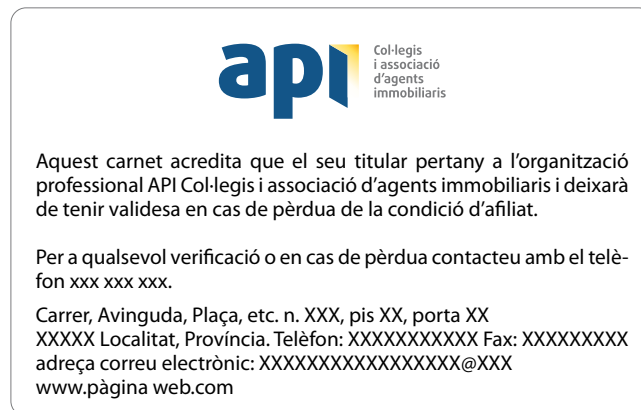 api
Col·legis
i associació
d'agents
immobiliaris
Aquest carnet acredita que el seu titular pertany a l'organització
professional API Col·legis i associació d'agents immobiliaris i deixarà
de tenir validesa en cas de pèrdua de la condició d'afiliat.
Per a qualsevol verificació o en cas de pèrdua contacteu amb el telè-
fon xxx xxx xxx.
Carrer, Avinguda, Plaça, etc. n. XXX, pis XX, porta XX
XXXXX Localitat, Província. Telèfon: XXXXXXXXXXX Fax: XXXXXXXXX
adreça correu electrònic: XXXXXXXXXXXXXXXXX@XXX
www.pàgina web.com